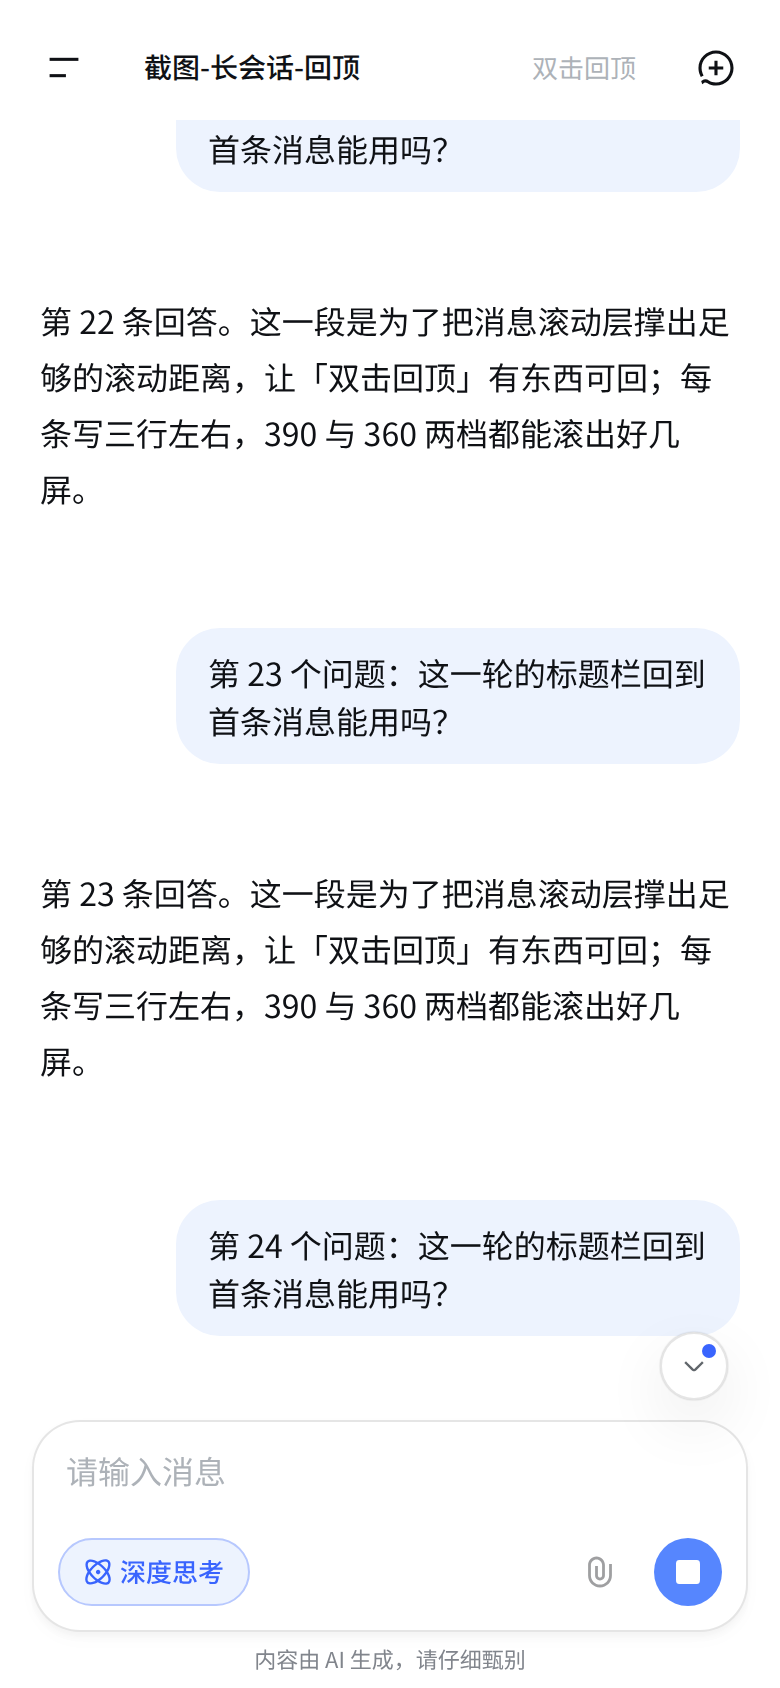 截图-长会话-回顶
双击回顶
首条消息能用吗？
第 22 条回答。这一段是为了把消息滚动层撑出足
够的滚动距离，让「双击回顶」有东西可回；每
条写三行左右，390 与 360 两档都能滚出好几
屏。
第 23 个问题：这一轮的标题栏回到
首条消息能用吗？
第 23 条回答。这一段是为了把消息滚动层撑出足
够的滚动距离，让「双击回顶」有东西可回；每
条写三行左右，390 与 360 两档都能滚出好几
屏。
第 24 个问题：这一轮的标题栏回到
首条消息能用吗？
请输入消息
深度思考
内容由 AI 生成，请仔细甄别